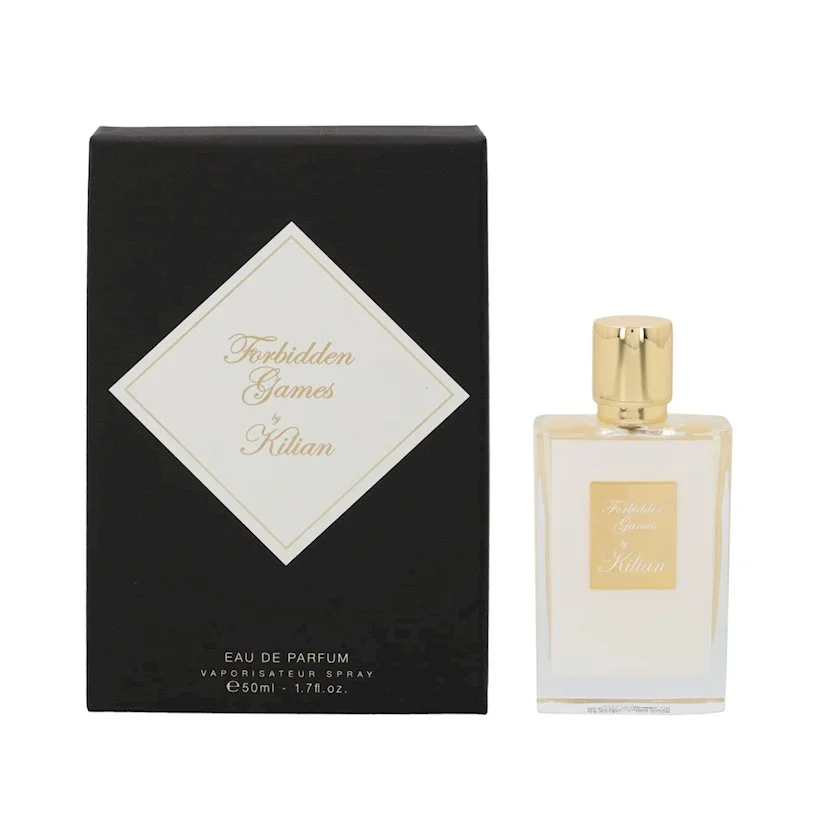 Forbidden
Games
by
Kilian
EAU DE PARFUM
VAPORISATEUR SPRAY
℮50ml - 1.7fl.oz.
Forbidden
Games
by
Kilian